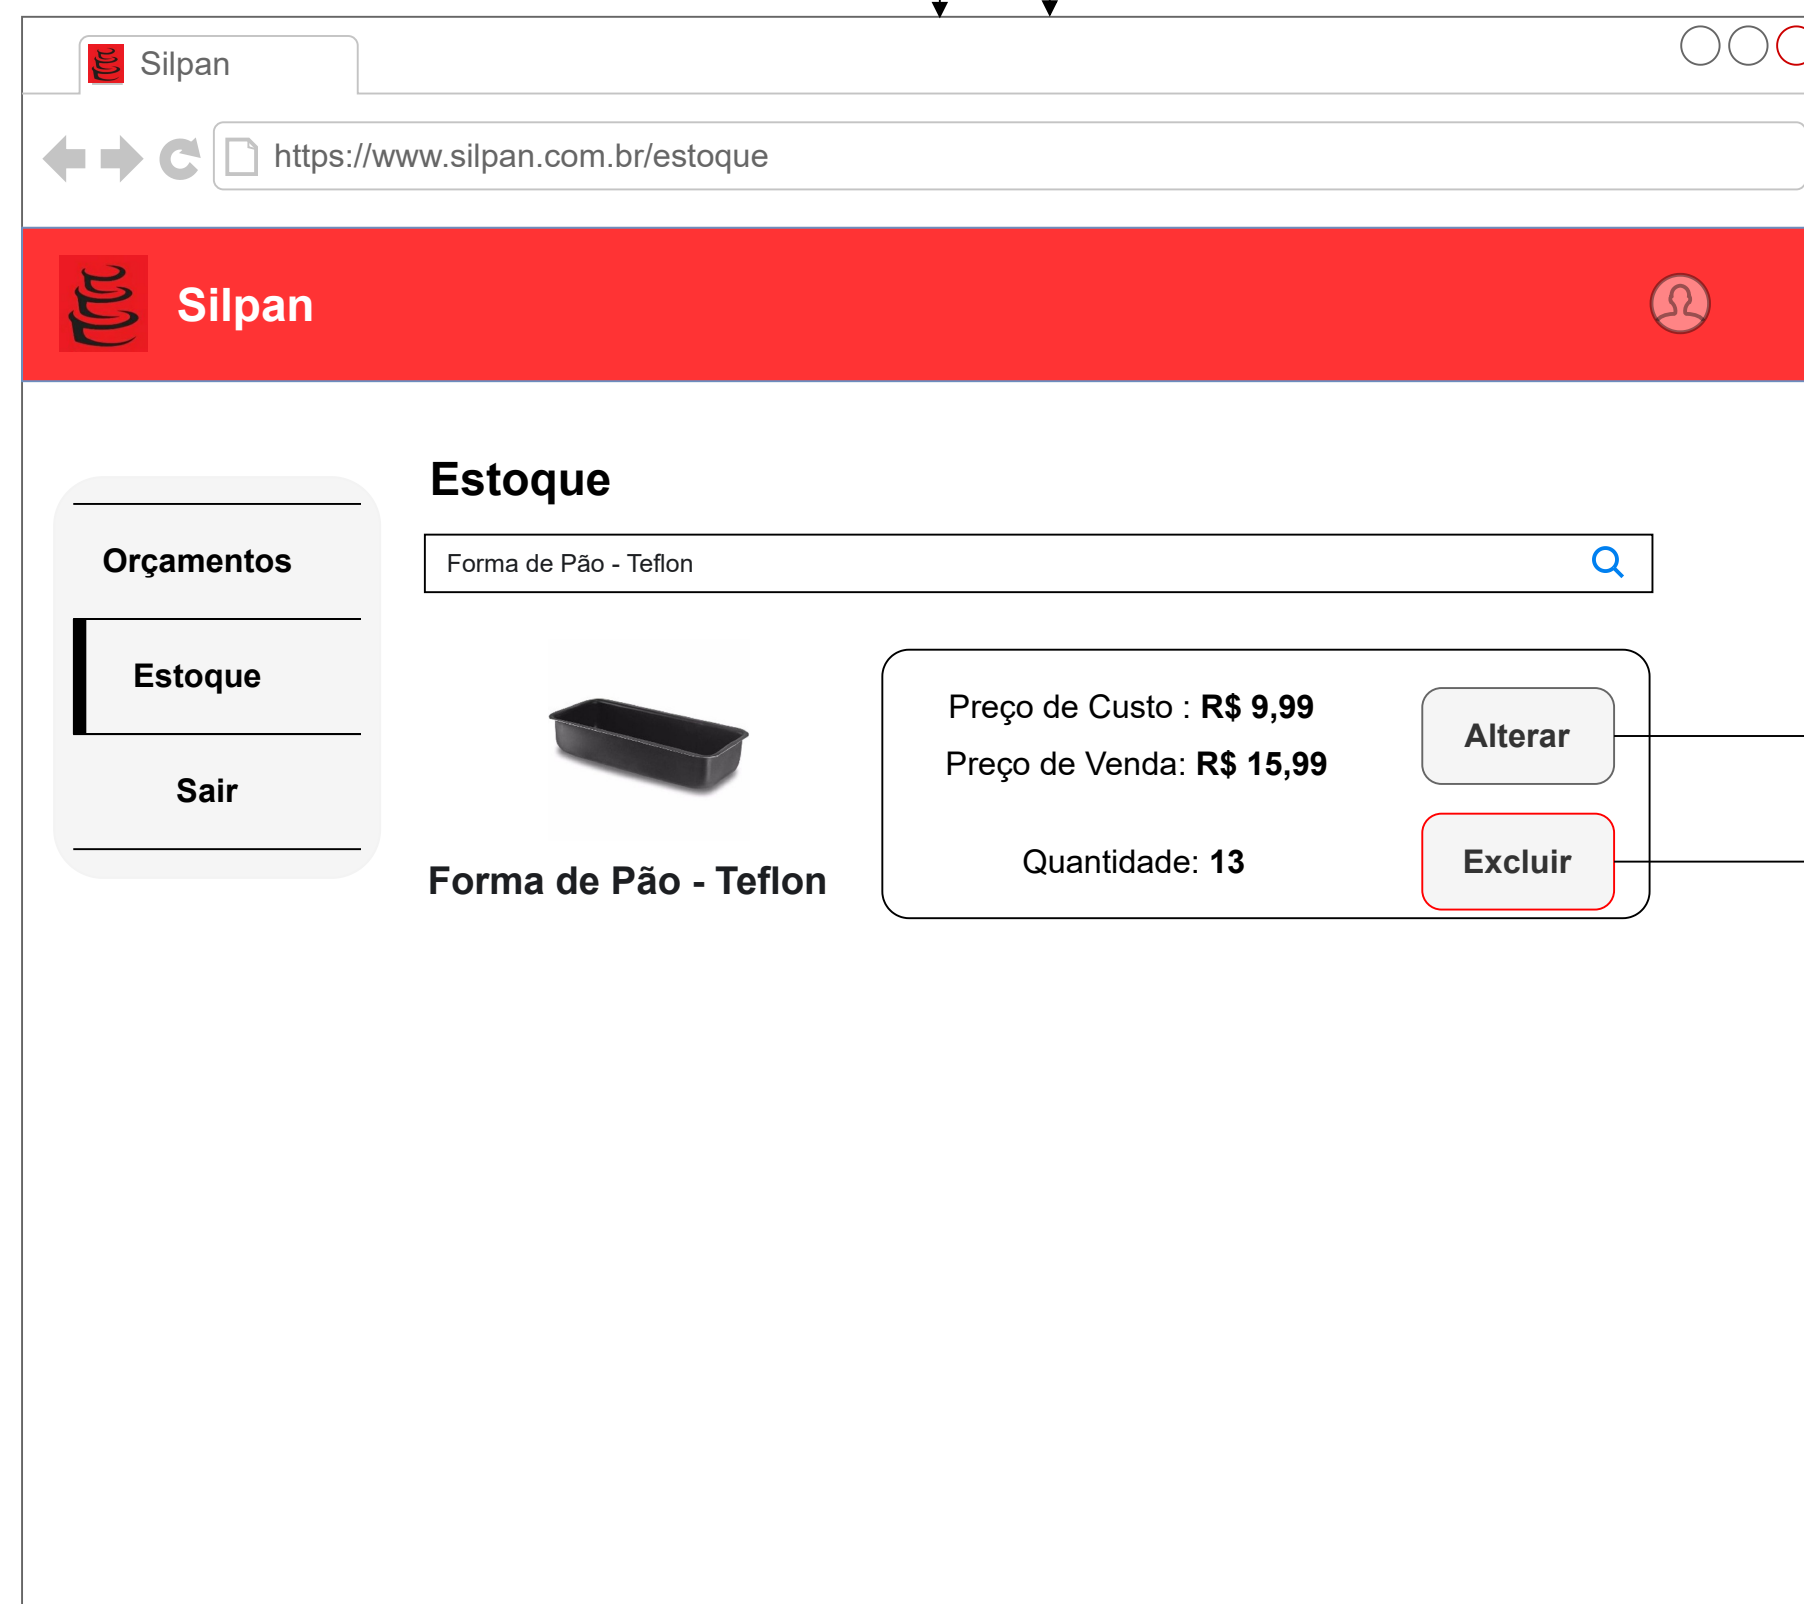 Silpan
https://www.silpan.com.br/estoque
Silpan
Estoque
Orçamentos
Estoque
Sair
Forma de Pão - Teflon
Forma de Pão - Teflon
Preço de Custo : R$ 9,99
Preço de Venda: R$ 15,99
Quantidade: 13
Alterar
Excluir